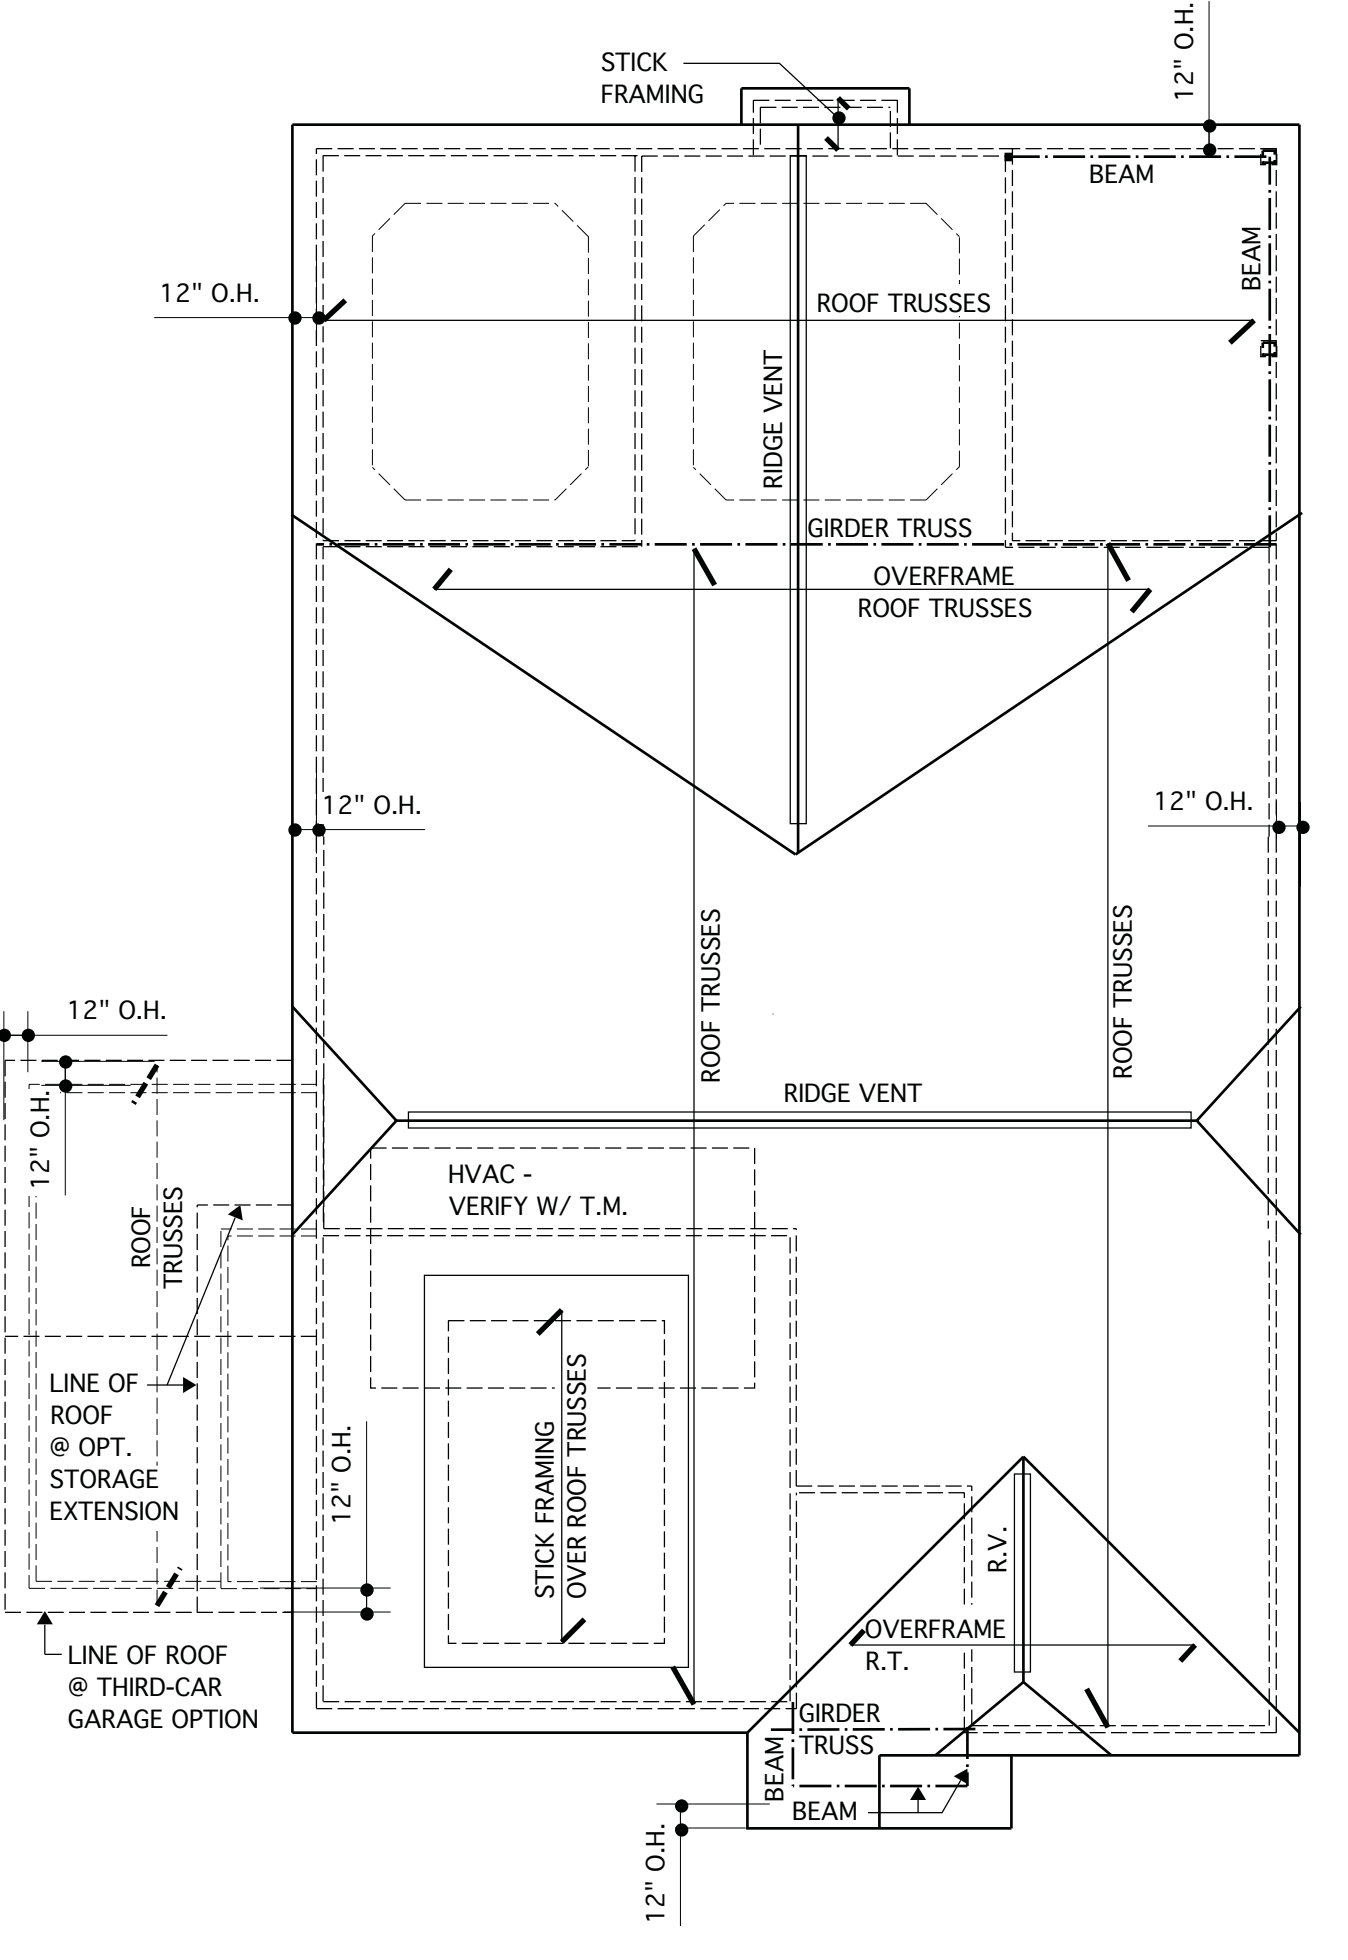 12" O.H.
STICK
FRAMING
BEAM
BEAM
12" O.H.
ROOF TRUSSES
RIDGE VENT
GIRDER TRUSS
OVERFRAME
ROOF TRUSSES
12" O.H.
12" O.H.
ROOF TRUSSES
ROOF TRUSSES
12" O.H.
RIDGE VENT
12" O.H.
HVAC -
VERIFY W/ T.M.
ROOF
TRUSSES
LINE OF
ROOF
@ OPT.
STORAGE
EXTENSION
12" O.H.
STICK FRAMING
OVER ROOF TRUSSES
R.V.
OVERFRAME
R.T.
LINE OF ROOF
@ THIRD-CAR
GARAGE OPTION
GIRDER
TRUSS
BEAM
BEAM
12" O.H.